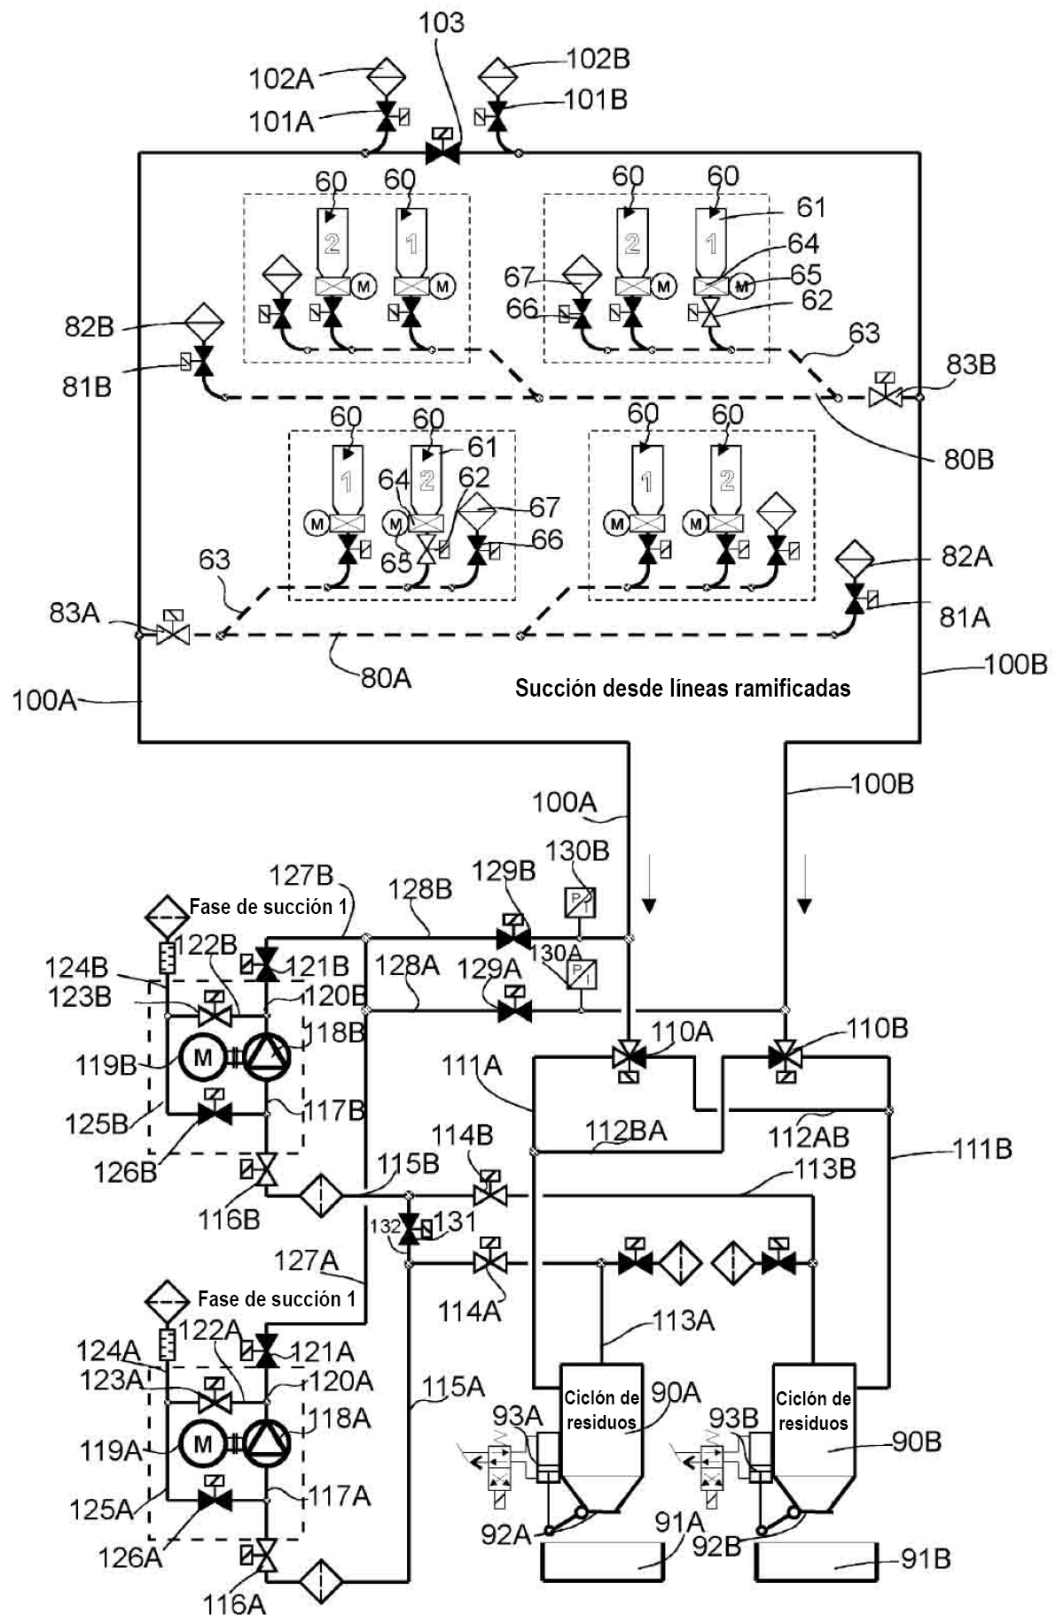 103
102A
102B
101A
101B
60 60 60 60
61
2 1 2 1
64
67 65
M M M M
66 62
82B
63
83B
81B
60 60 60 60
61
80B
1 2 1 2
64 62 67
M M M M
66
82A
65
63
83A
81A
80A
100B
Succión desde líneas ramificadas
100A
100B
100A
130B
127B 129B
128B
Fase de succión 1
P I
122B
130A
124B 121B 128A 129A
P I
123B 120B
118B 110A 110B
119B M
111A
125B 117B
114B 112BA 112AB
126B 115B 111B
113B
116B
132 131
127A
Fase de succión 1
114A
122A 113A
124A 121A
123A 120A 115A
Ciclón de
residuos
Ciclón de
residuos
90A
118A 93A 93B
119A M 90B
125A 117A
92A 91A 92B
126A 91B
116A